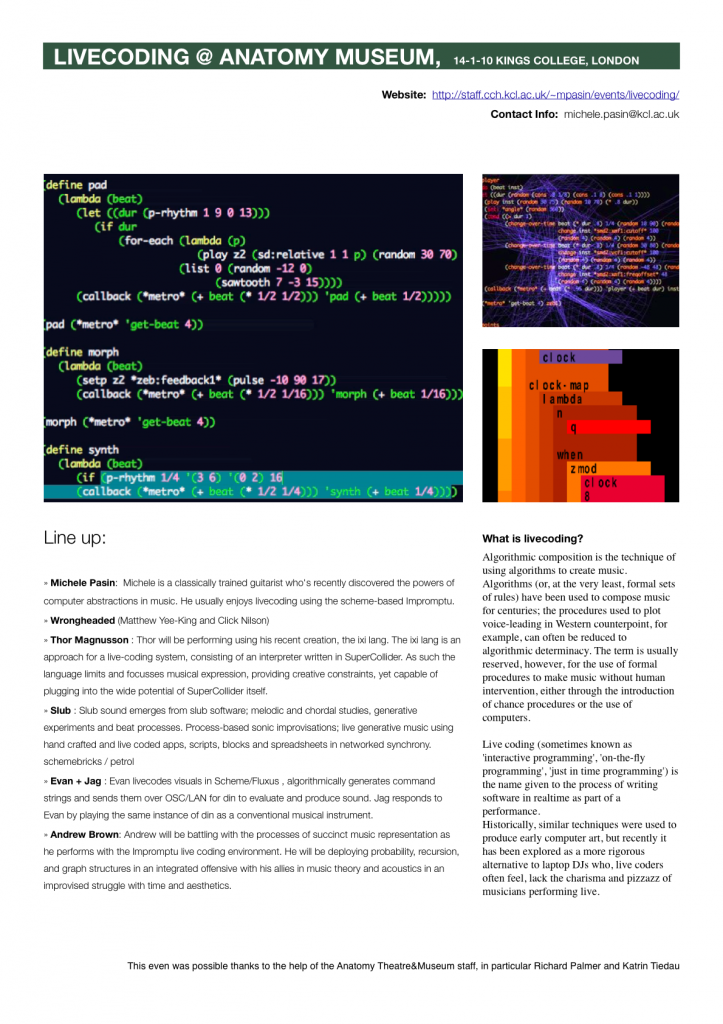 LIVECODING @ ANATOMY MUSEUM, 14-1-10 KINGS COLLEGE, LONDON
Website: http://staff.cch.kcl.ac.uk/~mpasin/events/livecoding/
Contact Info: michele.pasin@kcl.ac.uk
define pad
(lambda (beat)
(let ((dur (p-rhythm 1 9 0 13)))
(if dur
(for-each (lambda (p)
(play z2 (sd:relative 1 1 p) (random 30 70)
(list 0 (random -12 0)
(sawtooth 7 -3 15))))
(callback (*metro* (+ beat (* 1/2 1/2))) 'pad (+ beat 1/2)))))
pad (*metro* 'get-beat 4))
define morph
(lambda (beat)
(setp z2 *zeb:feedback1* (pulse -10 90 17))
(callback (*metro* (+ beat (* 1/2 1/16))) 'morph (+ beat 1/16)))
morph (*metro* 'get-beat 4))
define synth
(lambda (beat)
(if (p-rhythm 1/4 '(3 6) '(0 2) 16
(callback (*metro* (+ beat (* 1/2 1/4))) 'synth (+ beat 1/4))))
player
(beat inst)
clock
clock-map
lambda
n
q
when
zmod
clock
8
Line up:
» Michele Pasin: Michele is a classically trained guitarist who's recently discovered the powers of
computer abstractions in music. He usually enjoys livecoding using the scheme-based Impromptu.
» Wrongheaded (Matthew Yee-King and Click Nilson)
» Thor Magnusson : Thor will be performing using his recent creation, the ixi lang. The ixi lang is an
approach for a live-coding system, consisting of an interpreter written in SuperCollider. As such the
language limits and focusses musical expression, providing creative constraints, yet capable of
plugging into the wide potential of SuperCollider itself.
» Slub : Slub sound emerges from slub software; melodic and chordal studies, generative
experiments and beat processes. Process-based sonic improvisations; live generative music using
hand crafted and live coded apps, scripts, blocks and spreadsheets in networked synchrony.
schemebricks / petrol
» Evan + Jag : Evan livecodes visuals in Scheme/Fluxus , algorithmically generates command
strings and sends them over OSC/LAN for din to evaluate and produce sound. Jag responds to
Evan by playing the same instance of din as a conventional musical instrument.
» Andrew Brown: Andrew will be battling with the processes of succinct music representation as
he performs with the Impromptu live coding environment. He will be deploying probability, recursion,
and graph structures in an integrated offensive with his allies in music theory and acoustics in an
improvised struggle with time and aesthetics.
What is livecoding?
Algorithmic composition is the technique of
using algorithms to create music.
Algorithms (or, at the very least, formal sets
of rules) have been used to compose music
for centuries; the procedures used to plot
voice-leading in Western counterpoint, for
example, can often be reduced to
algorithmic determinacy. The term is usually
reserved, however, for the use of formal
procedures to make music without human
intervention, either through the introduction
of chance procedures or the use of
computers.
Live coding (sometimes known as
'interactive programming', 'on-the-fly
programming', 'just in time programming') is
the name given to the process of writing
software in realtime as part of a
performance.
Historically, similar techniques were used to
produce early computer art, but recently it
has been explored as a more rigorous
alternative to laptop DJs who, live coders
often feel, lack the charisma and pizzazz of
musicians performing live.
This even was possible thanks to the help of the Anatomy Theatre&Museum staff, in particular Richard Palmer and Katrin Tiedau